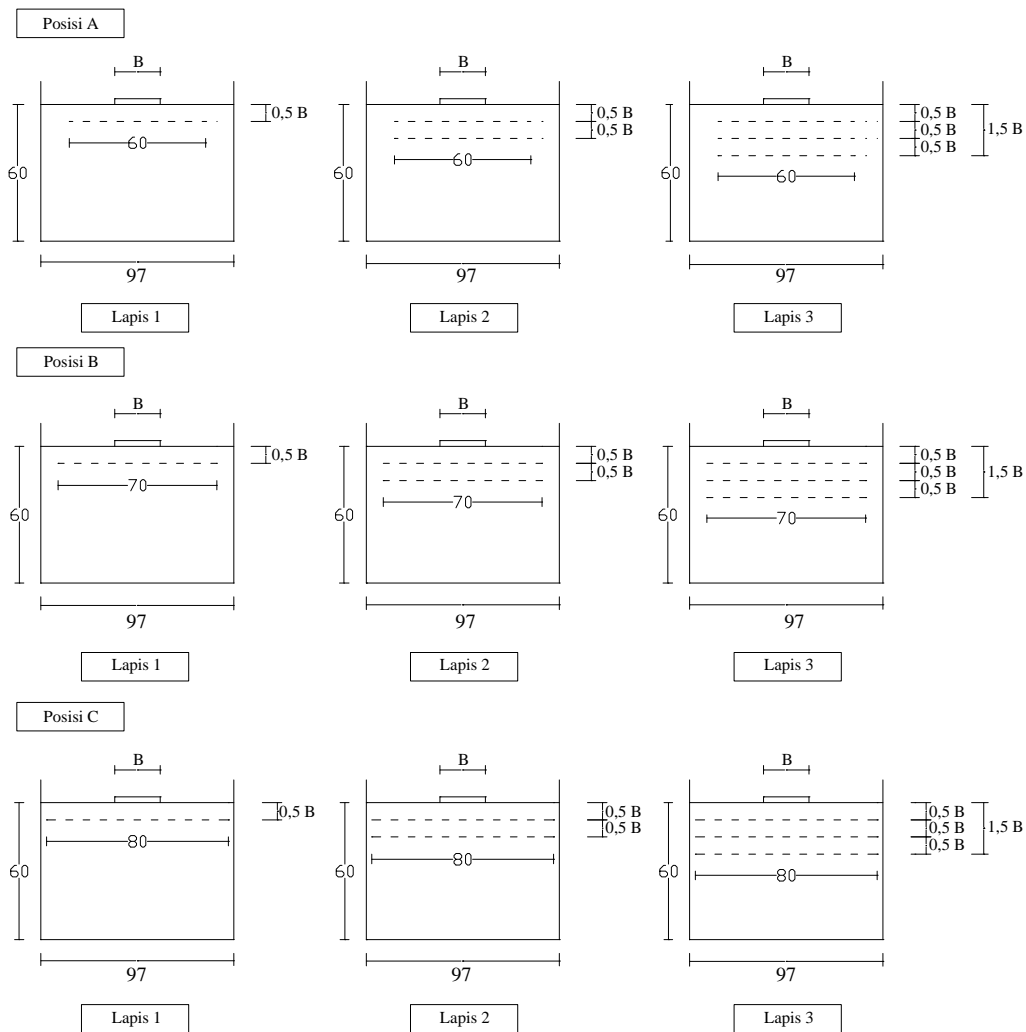 Posisi A
B B B
0,5 B 0,5 B 0,5 B
0,5 B 0,5 B 1,5 B
0,5 B
60 60 60
60 60 60
97 97 97
Lapis 1 Lapis 2 Lapis 3
Posisi B
B B B
0,5 B 0,5 B 0,5 B
0,5 B 0,5 B 1,5 B
0,5 B
70 70 70
60 60 60
97 97 97
Lapis 1 Lapis 2 Lapis 3
Posisi C
B B B
0,5 B 0,5 B 0,5 B
0,5 B 0,5 B 1,5 B
0,5 B
80 80 80
60 60 60
97 97 97
Lapis 1 Lapis 2 Lapis 3